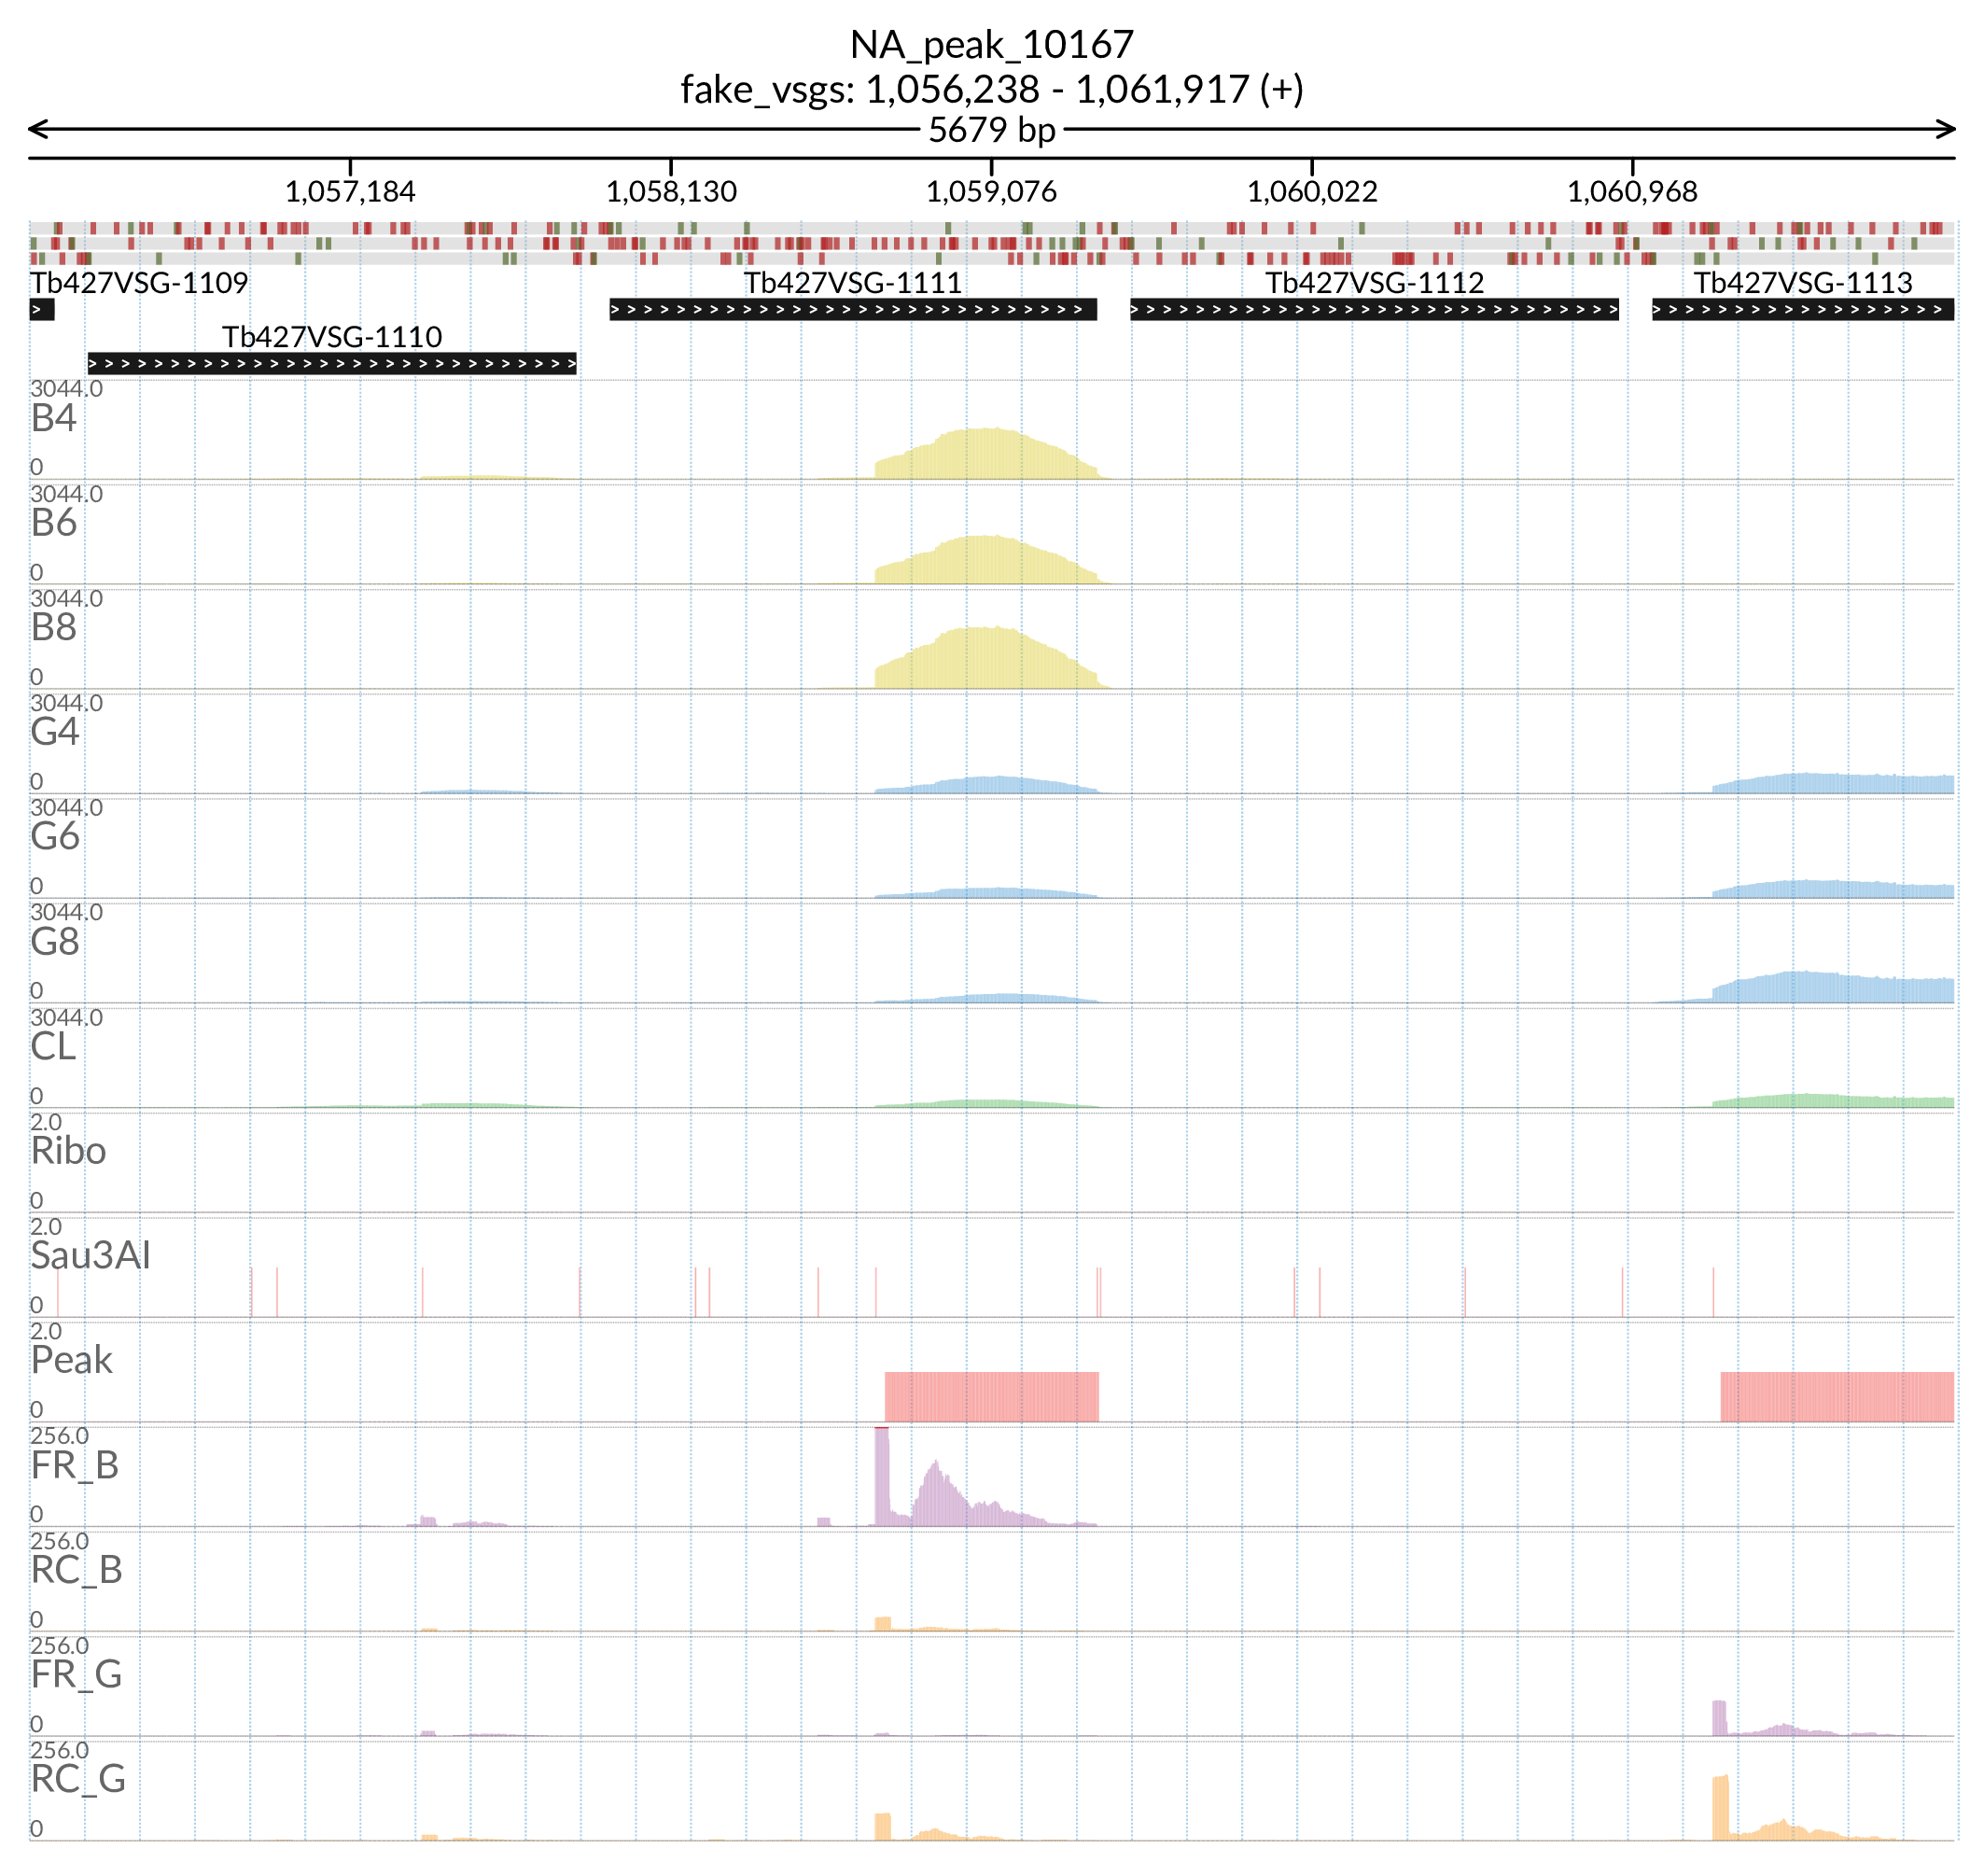 NA_peak_10167
fake_vsgs: 1,056,238 - 1,061,917 (+)
5679 bp
1,057,184 1,058,130 1,059,076 1,060,022 1,060,968
Tb427VSG-1109 Tb427VSG-1111 Tb427VSG-1112 Tb427VSG-1113
Tb427VSG-1110
3044.0
B4
0
3044.0
B6
0
3044.0
B8
0
3044.0
G4
0
3044.0
G6
0
3044.0
G8
0
3044.0
CL
0
2.0
Ribo
0
2.0
Sau3AI
0
2.0
Peak
0
256.0
FR_B
0
256.0
RC_B
0
256.0
FR_G
0
256.0
RC_G
0